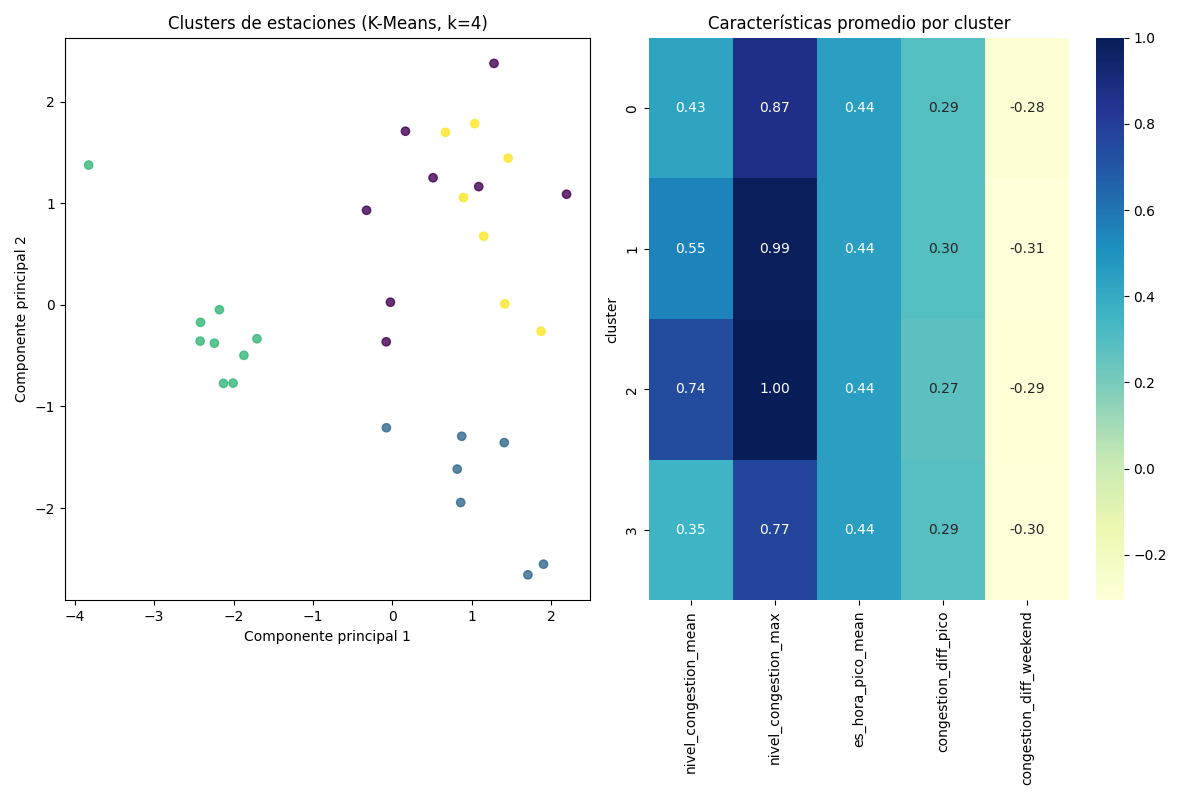 Clusters de estaciones (K-Means, k=4)
Componente principal 2
2
1
0
−1
−2
−4
−3
−2
−1
0
1
2
Componente principal 1
Características promedio por cluster
cluster
0
1
2
3
0.43 0.87 0.44 0.29 -0.28
0.55 0.99 0.44 0.30 -0.31
0.74 1.00 0.44 0.27 -0.29
0.35 0.77 0.44 0.29 -0.30
nivel_congestion_mean
nivel_congestion_max
es_hora_pico_mean
congestion_diff_pico
congestion_diff_weekend
1.0
0.8
0.6
0.4
0.2
0.0
−0.2